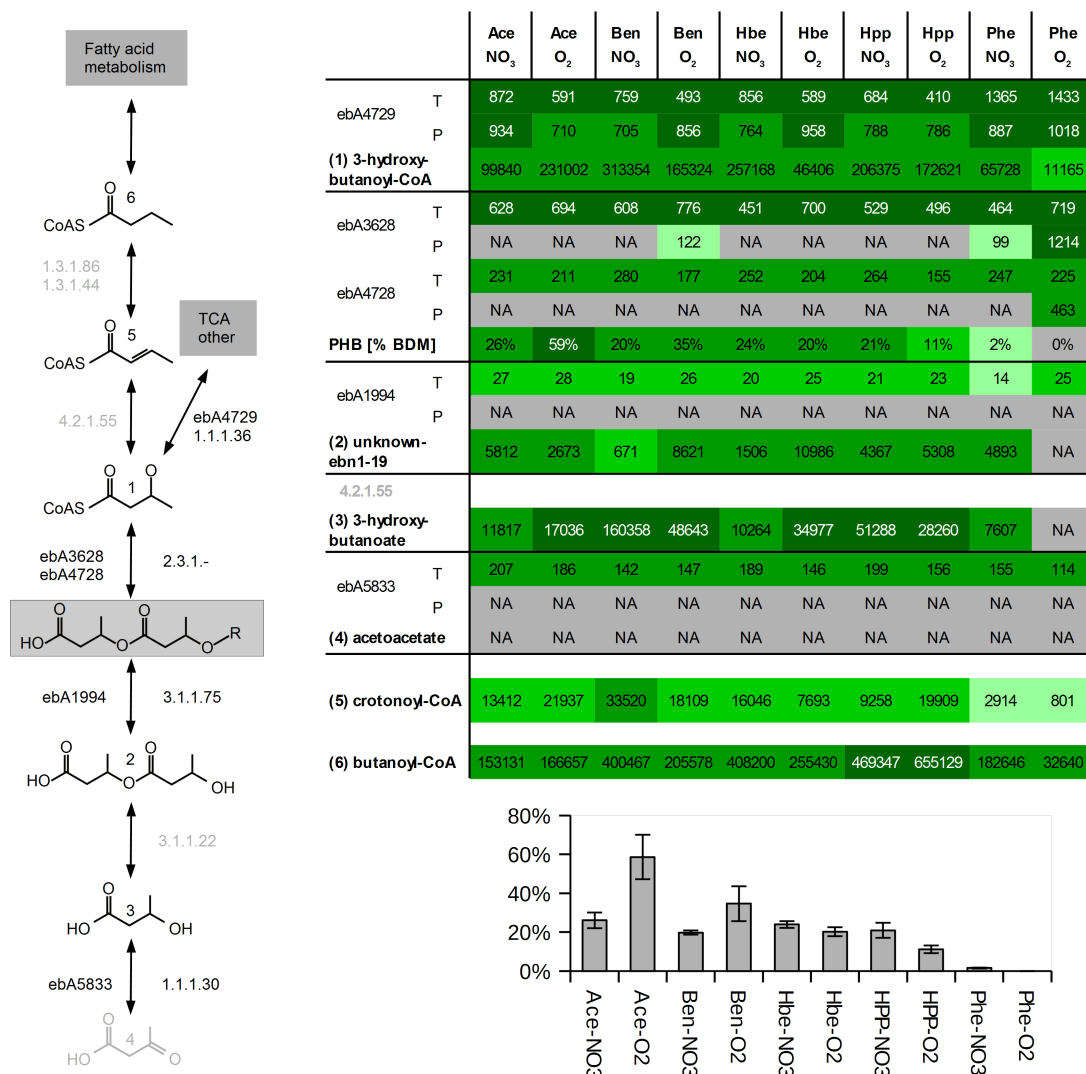 Fatty acid
metabolism
O
6
CoAS
1.3.1.86
1.3.1.44
TCA
other
O
5
CoAS
4.2.1.55
ebA4729
1.1.1.36
O O
1
CoAS
ebA3628
ebA4728
2.3.1.-
O O
HO O O R
ebA1994 3.1.1.75
O 2 O
HO O OH
3.1.1.22
O
3
HO OH
ebA5833 1.1.1.30
O 4
HO O
Ace Ace Ben Ben Hbe Hbe Hpp Hpp Phe Phe
NO3 O2 NO3 O2 NO3 O2 NO3 O2 NO3 O2
ebA4729
T 872 591 759 493 856 589 684 410 1365 1433
P 934 710 705 856 764 958 788 786 887 1018
(1) 3-hydroxy-
butanoyl-CoA
99840 231002 313354 165324 257168 46406 206375 172621 65728 11165
ebA3628
T 628 694 608 776 451 700 529 496 464 719
P NA NA NA 122 NA NA NA NA 99 1214
ebA4728
T 231 211 280 177 252 204 264 155 247 225
P NA NA NA NA NA NA NA NA NA 463
PHB [% BDM] 26% 59% 20% 35% 24% 20% 21% 11% 2% 0%
ebA1994
T 27 28 19 26 20 25 21 23 14 25
P NA NA NA NA NA NA NA NA NA NA
(2) unknown-
ebn1-19
5812 2673 671 8621 1506 10986 4367 5308 4893 NA
4.2.1.55
(3) 3-hydroxy-
butanoate
11817 17036 160358 48643 10264 34977 51288 28260 7607 NA
ebA5833
T 207 186 142 147 189 146 199 156 155 114
P NA NA NA NA NA NA NA NA NA NA
(4) acetoacetate NA NA NA NA NA NA NA NA NA NA
(5) crotonoyl-CoA 13412 21937 33520 18109 16046 7693 9258 19909 2914 801
(6) butanoyl-CoA 153131 166657 400467 205578 408200 255430 469347 655129 182646 32640
80%
60%
40%
20%
0%
Ace-NO3
Ace-O2
Ben-NO3
Ben-O2
Hbe-NO3
Hbe-O2
HPP-NO3
HPP-O2
Phe-NO3
Phe-O2